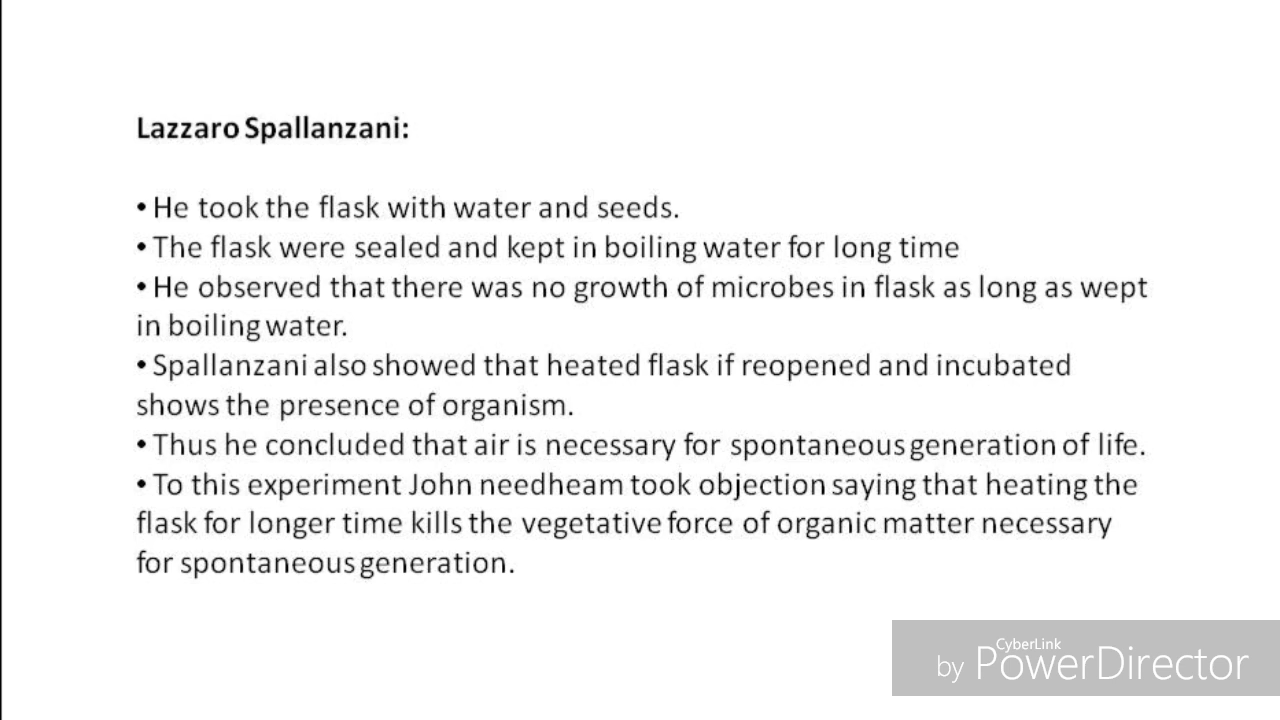 Lazzaro Spallanzani:
• He took the flask with water and seeds.
• The flask were sealed and kept in boiling water for long time
• He observed that there was no growth of microbes in flask as long as wept
in boiling water.
• Spallanzani also showed that heated flask if reopened and incubated
shows the presence of organism.
• Thus he concluded that air is necessary for spontaneous generation of life.
• To this experiment John needheam took objection saying that heating the
flask for longer time kills the vegetative force of organic matter necessary
for spontaneous generation.
CyberLink
by PowerDirector